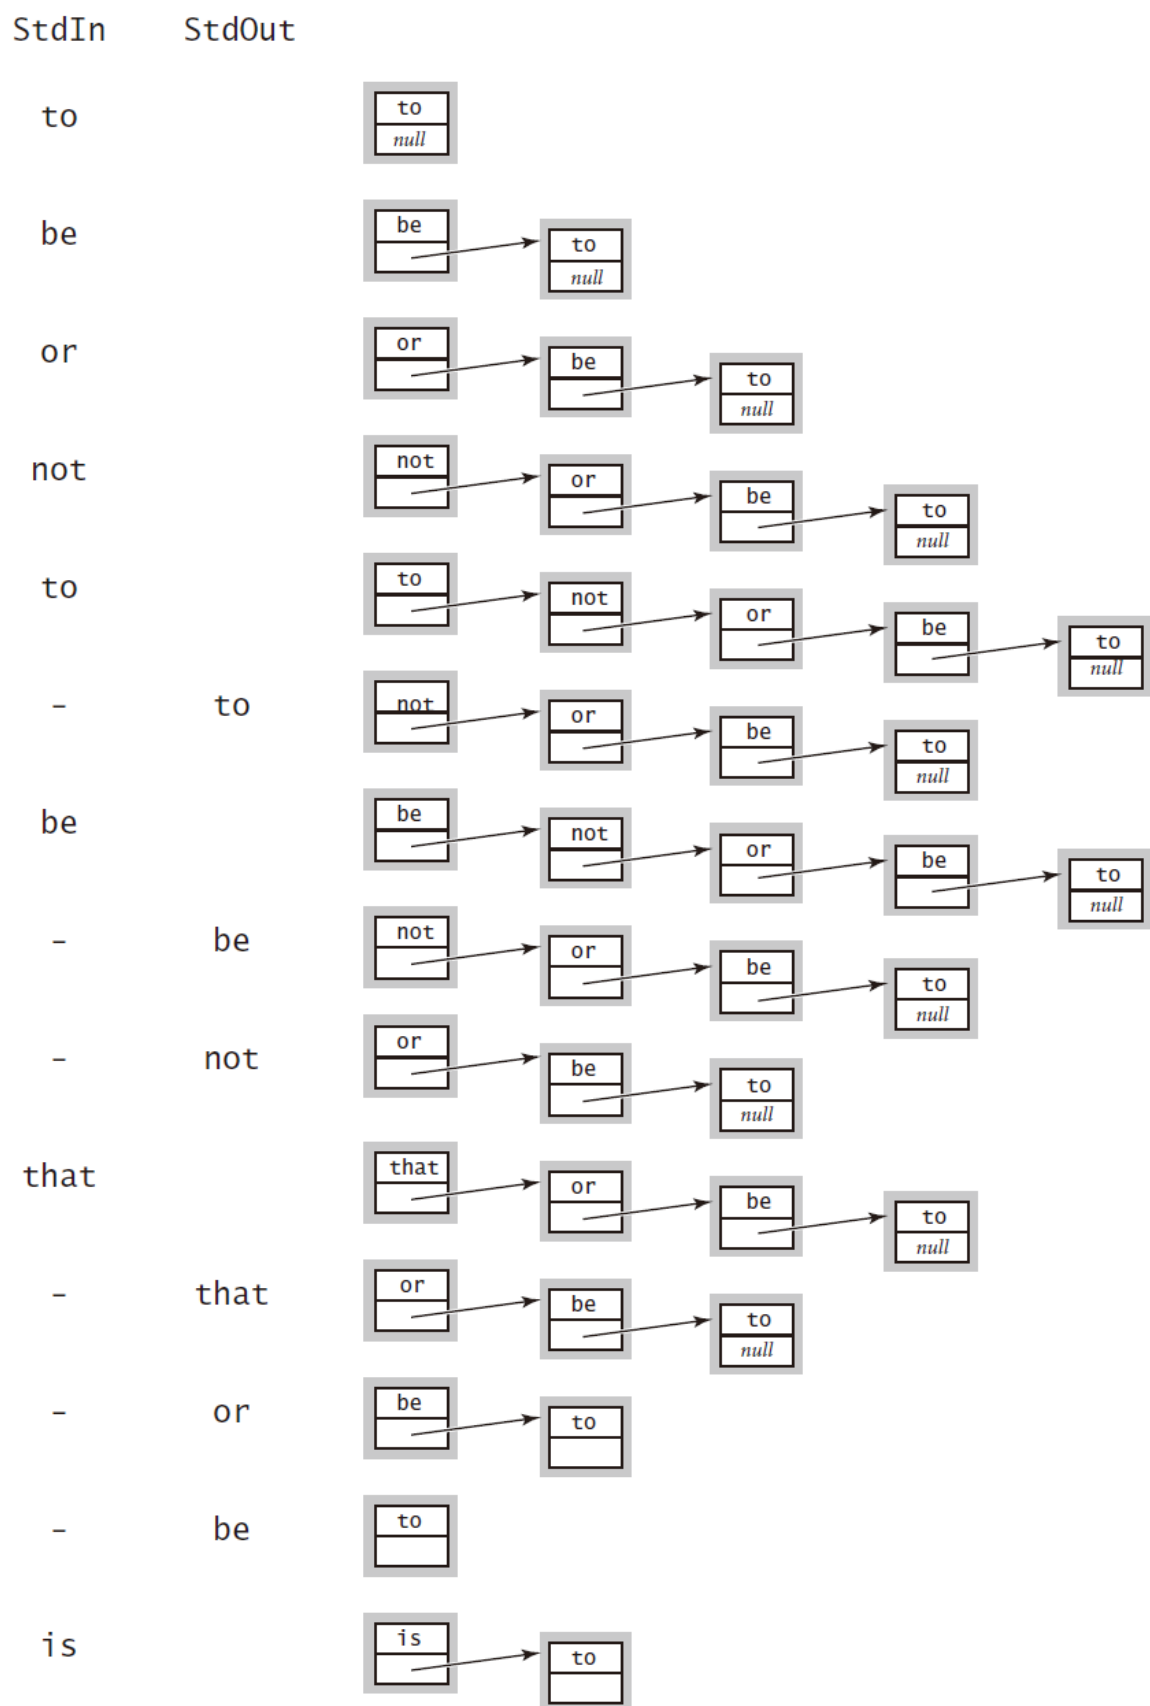 StdIn StdOut
to to
null
be be to
null
or or be to
null
not not or be to
null
to to not or be to
null
- to not or be to
null
be be not or be to
null
- be not or be to
null
- not or be to
null
that that or be to
null
- that or be to
null
- or be to
- be to
is is to